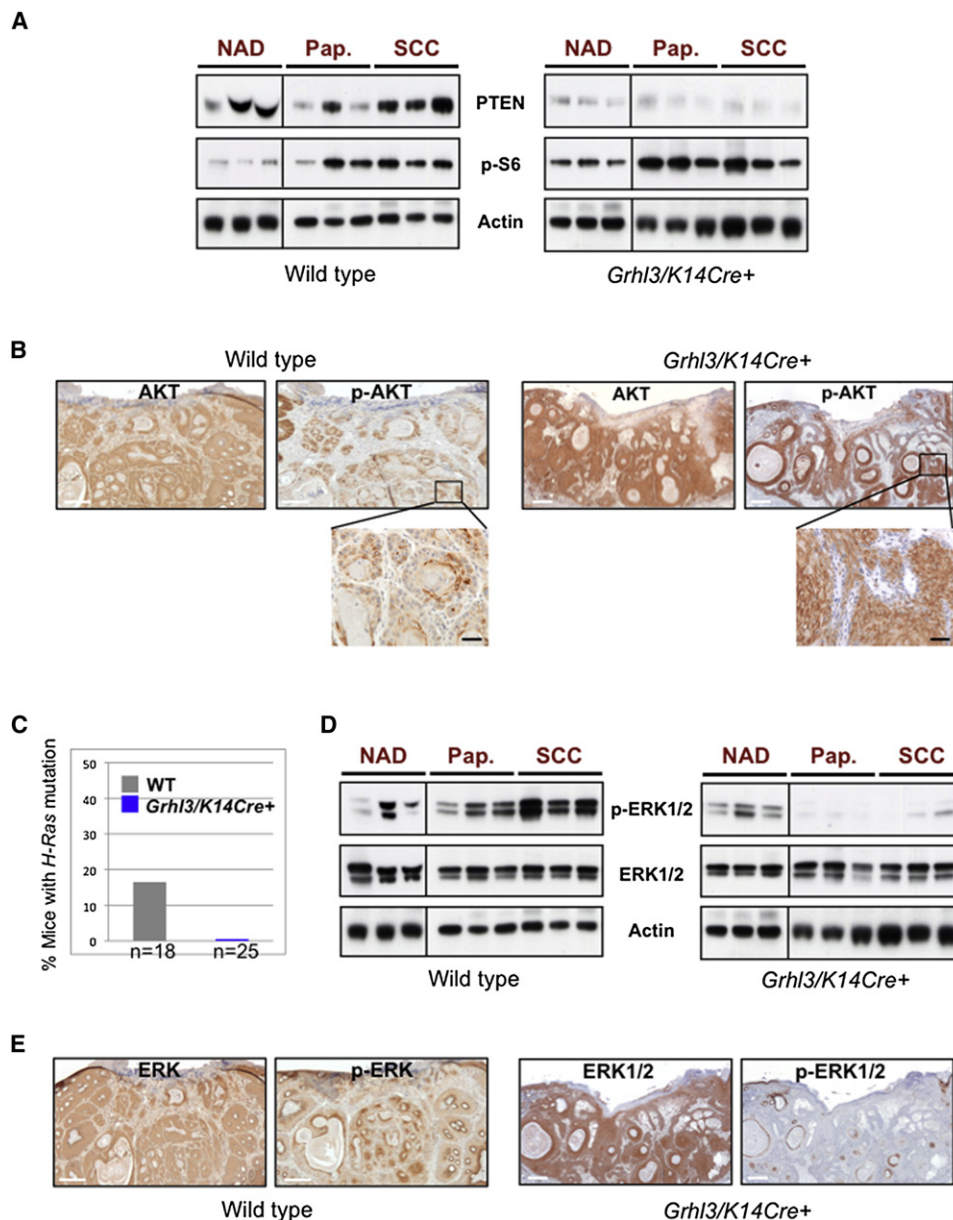 A
NAD Pap. SCC NAD Pap. SCC
PTEN
p-S6
Actin
Wild type Grhl3/K14Cre+
B
Wild type Grhl3/K14Cre+
AKT p-AKT AKT p-AKT
C
% Mice with H-Ras mutation
50
40
30
20
10
0
WT
Grhl3/K14Cre+
n=18 n=25
D
NAD Pap. SCC NAD Pap. SCC
p-ERK1/2
ERK1/2
Actin
Wild type Grhl3/K14Cre+
E
ERK p-ERK ERK1/2 p-ERK1/2
Wild type Grhl3/K14Cre+